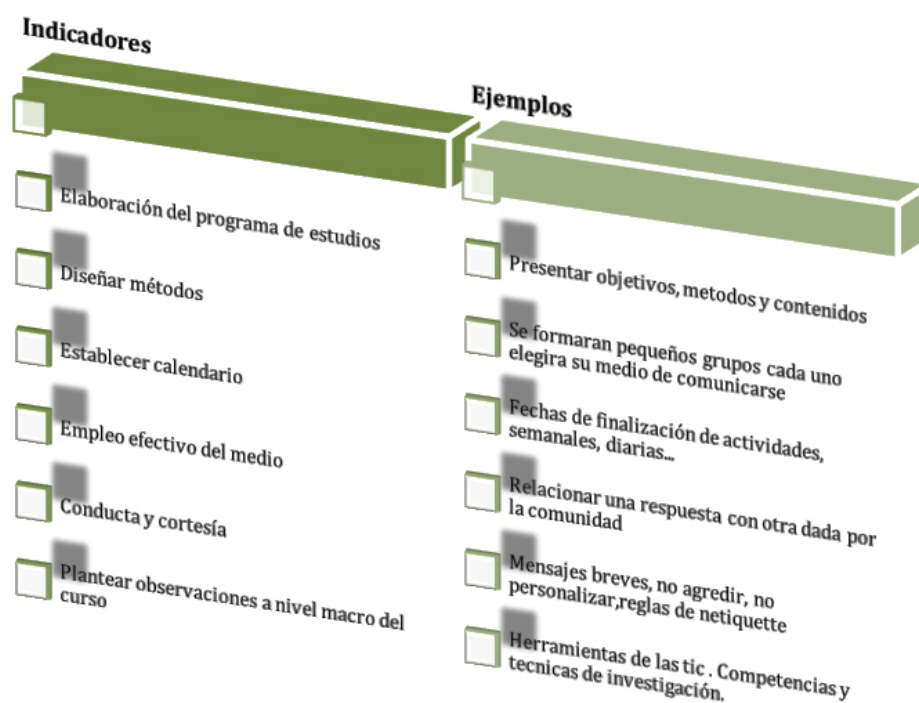 Indicadores
Elaboración del programa de estudios
Diseñar métodos
Establecer calendario
Empleo efectivo del medio
Conducta y cortesía
Plantear observaciones a nivel macro del
curso
Ejemplos
Presentar objetivos, metodos y contenidos
Se formaran pequeños grupos cada uno
elegira su medio de comunicarse
Fechas de finalización de actividades,
semanales, diarias...
Relacionar una respuesta con otra dada por
la comunidad
Mensajes breves, no agredir, no
personalizar,reglas de netiquette
Herramientas de las tic . Competencias y
tecnicas de investigación.